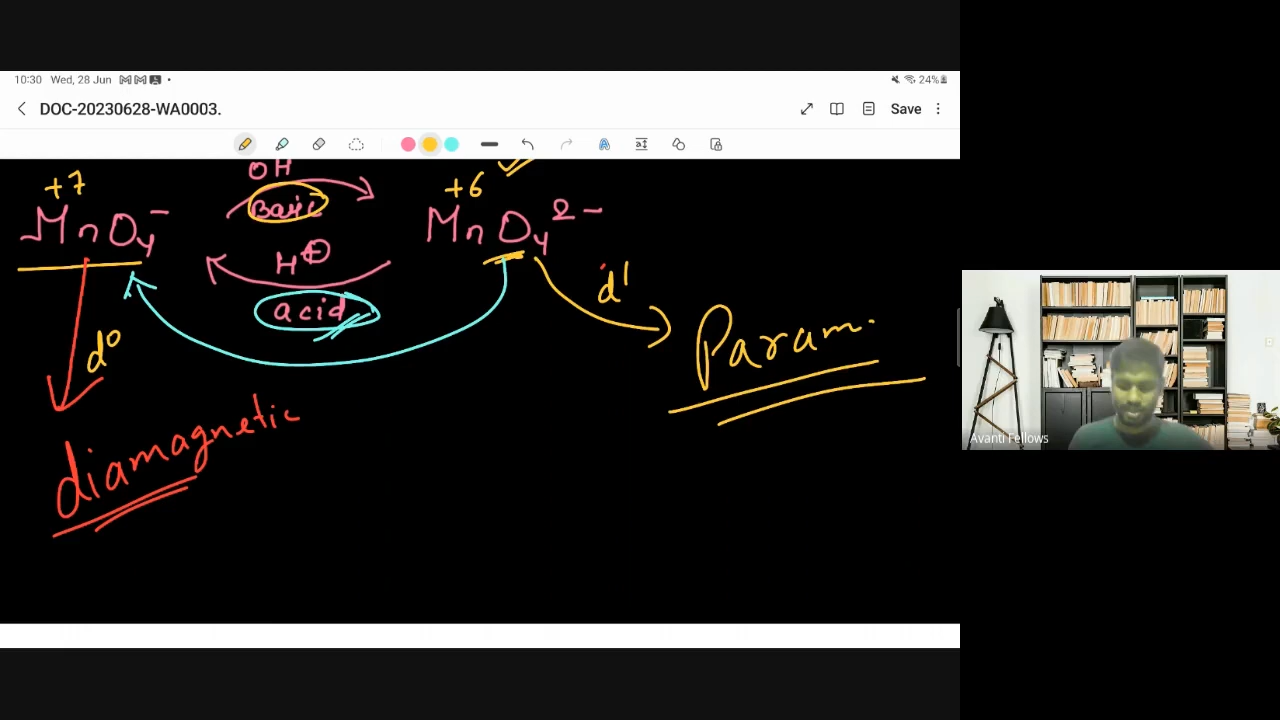 10:30 Wed, 28 Jun
24%
DOC-20230628-WA0003.
Save
OH
+7
Basic
+6
MnO₄⁻
MnO₄²⁻
H⊕
acid
d¹
d⁰
Param.
diamagnetic
Avanti Fellows